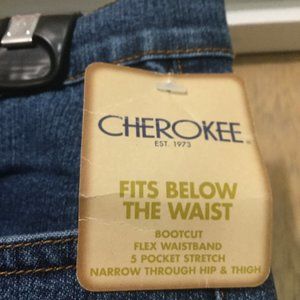 CHEROKEE
EST. 1973
FITS BELOW
THE WAIST
BOOTCUT
FLEX WAISTBAND
5 POCKET STRETCH
NARROW THROUGH HIP & THIGH